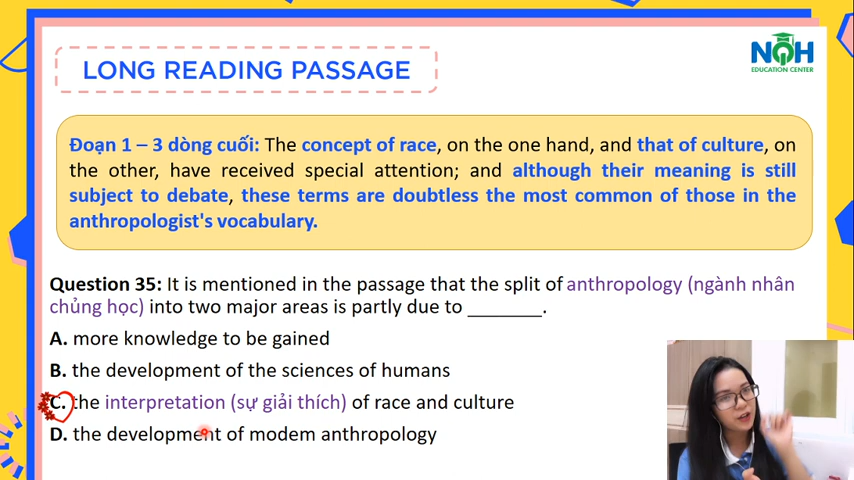 LONG READING PASSAGE
NQH
EDUCATION CENTER
Đoạn 1 – 3 dòng cuối: The concept of race, on the one hand, and that of culture, on
the other, have received special attention; and although their meaning is still
subject to debate, these terms are doubtless the most common of those in the
anthropologist's vocabulary.
Question 35: It is mentioned in the passage that the split of anthropology (ngành nhân
chủng học) into two major areas is partly due to _______.
A. more knowledge to be gained
B. the development of the sciences of humans
C. the interpretation (sự giải thích) of race and culture
D. the development of modem anthropology